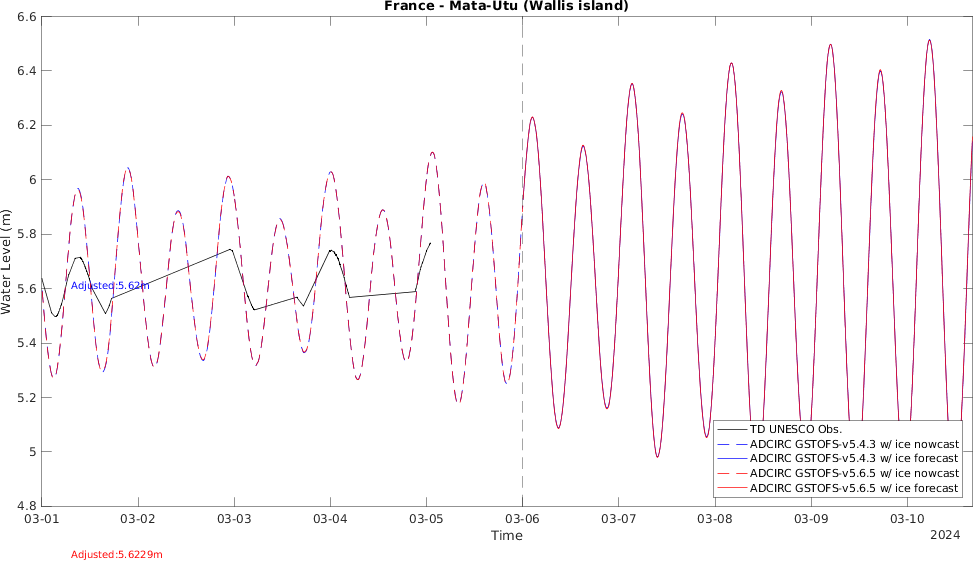 France - Mata-Utu (Wallis island)
6.6
6.4
6.2
6
5.8
5.6
5.4
5.2
5
4.8
Water Level (m)
Adjusted:5.62m
TD UNESCO Obs.
ADCIRC GSTOFS-v5.4.3 w/ ice nowcast
ADCIRC GSTOFS-v5.4.3 w/ ice forecast
ADCIRC GSTOFS-v5.6.5 w/ ice nowcast
ADCIRC GSTOFS-v5.6.5 w/ ice forecast
03-01 03-02 03-03 03-04 03-05 03-06 03-07 03-08 03-09 03-10
Time
2024
Adjusted:5.6229m